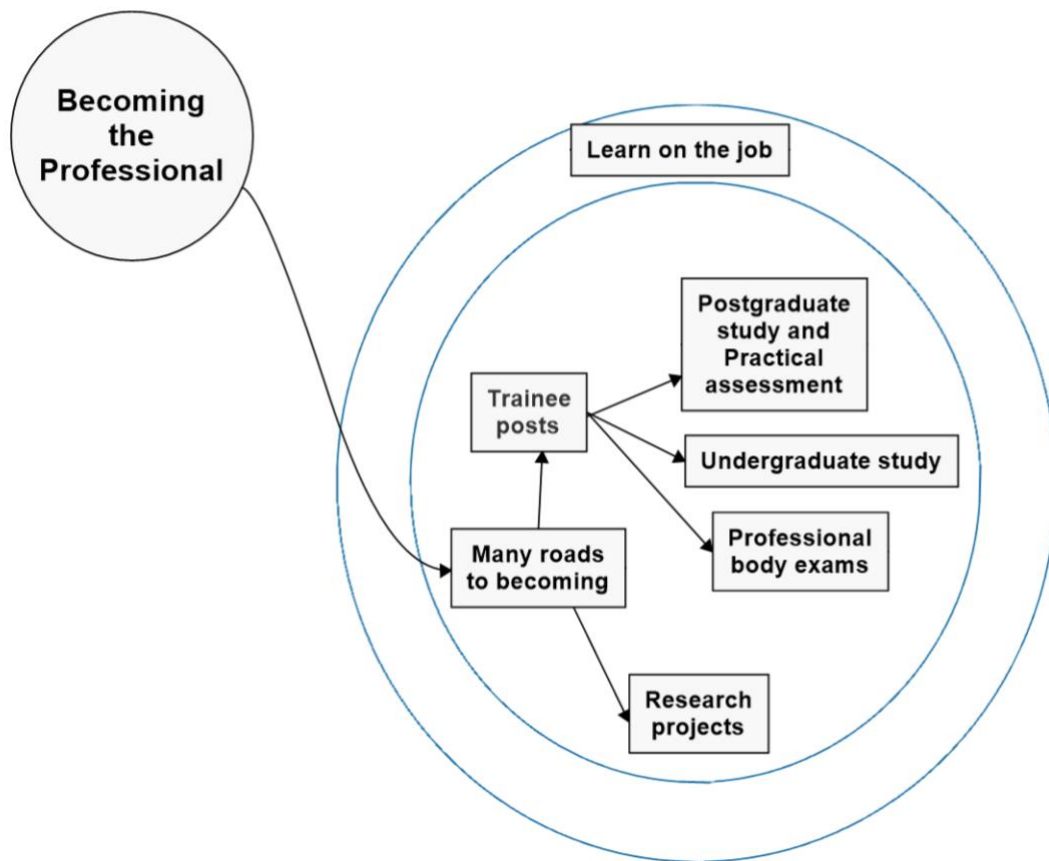 Becoming
the
Professional
Learn on the job
Postgraduate
study and
Practical
assessment
Trainee
posts
Undergraduate study
Professional
body exams
Many roads
to becoming
Research
projects